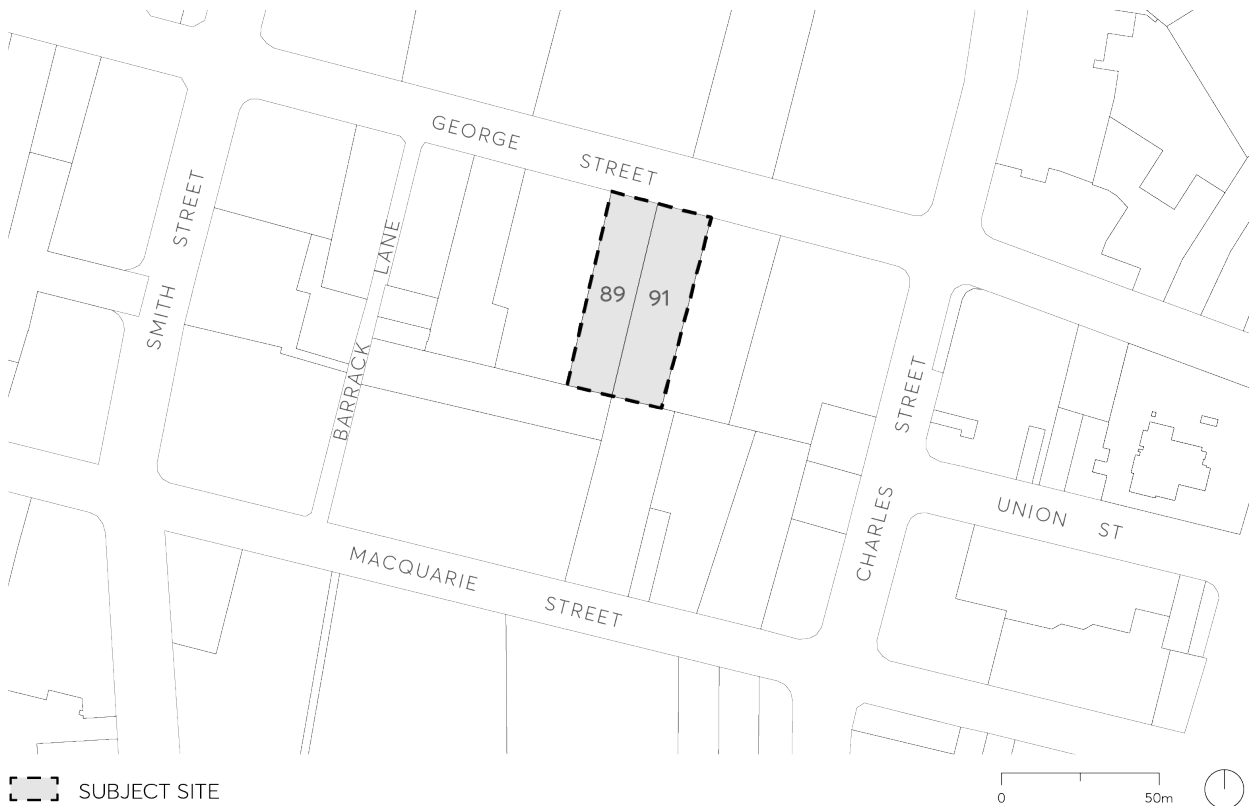 GEORGE STREET
SMITH STREET
BARRACK LANE
89
91
CHARLES STREET
UNION ST
MACQUARIE STREET
SUBJECT SITE
0 50m